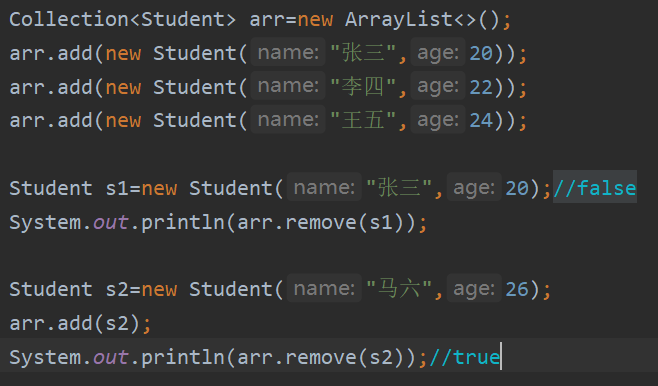 Collection<Student> arr=new ArrayList<>();
arr.add(new Student( name: "张三", age: 20));
arr.add(new Student( name: "李四", age: 22));
arr.add(new Student( name: "王五", age: 24));
Student s1=new Student( name: "张三", age: 20);//false
System.out.println(arr.remove(s1));
Student s2=new Student( name: "马六", age: 26);
arr.add(s2);
System.out.println(arr.remove(s2));//true